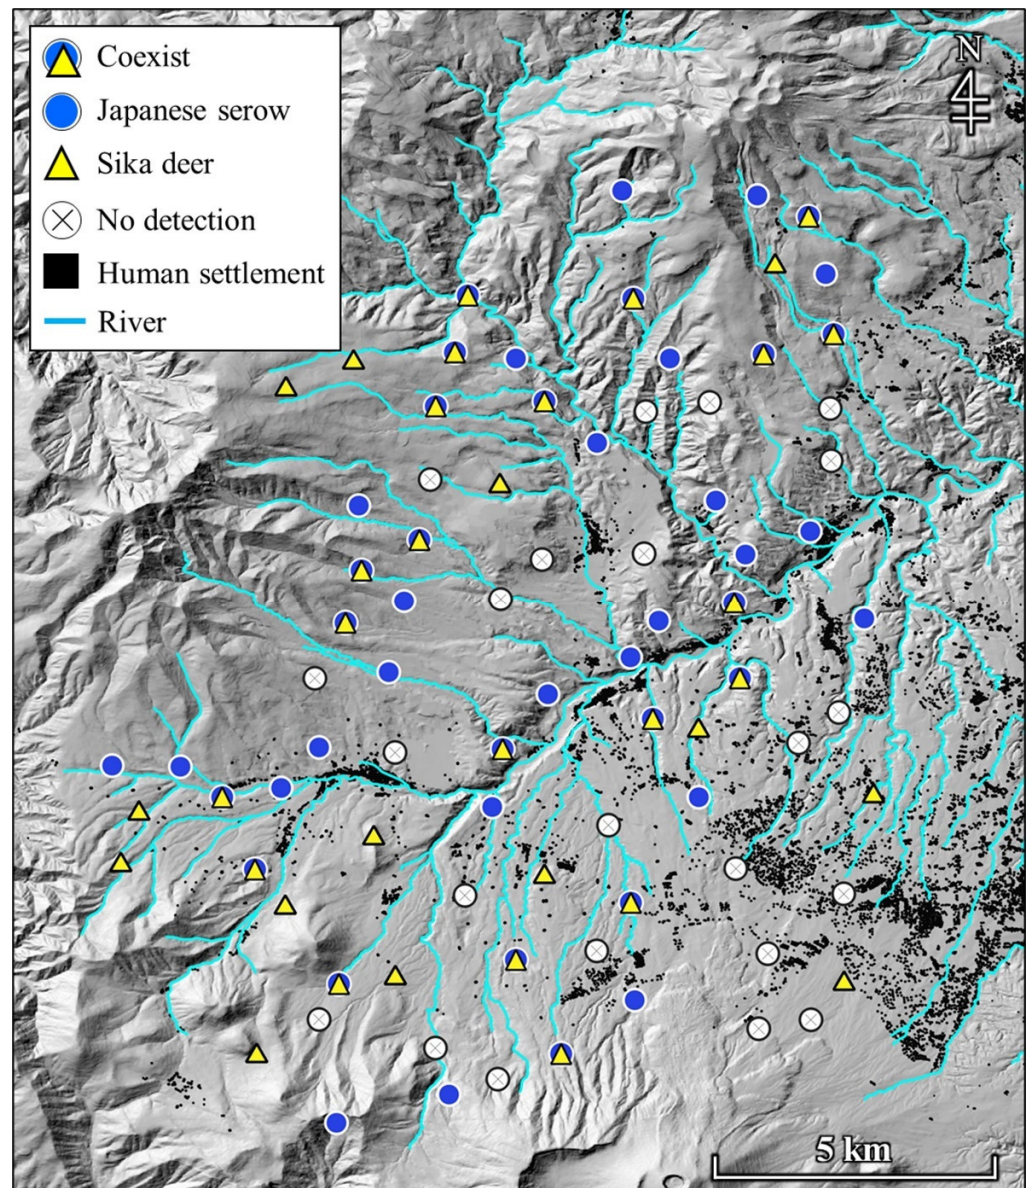 Coexist
Japanese serow
Sika deer
No detection
Human settlement
River
N
5 km